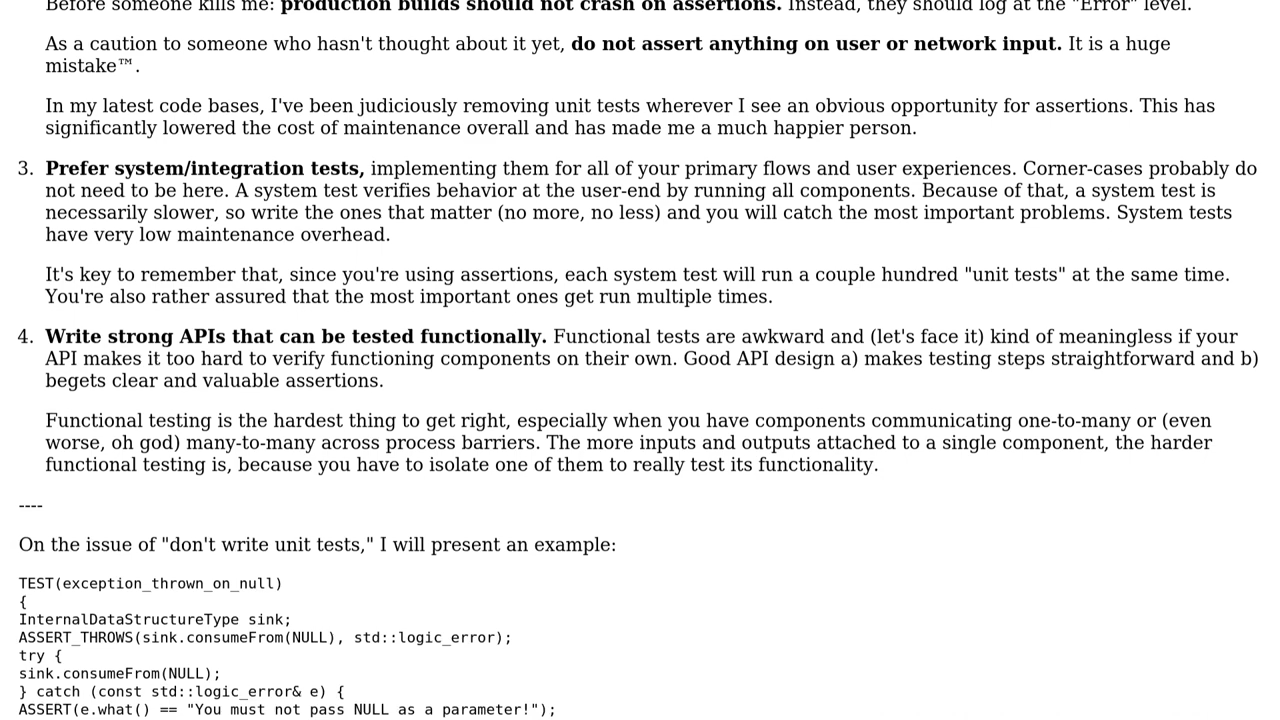 Before someone kills me: production builds should not crash on assertions. Instead, they should log at the "Error" level.
As a caution to someone who hasn't thought about it yet, do not assert anything on user or network input. It is a huge
mistake™.
In my latest code bases, I've been judiciously removing unit tests wherever I see an obvious opportunity for assertions. This has
significantly lowered the cost of maintenance overall and has made me a much happier person.
3. Prefer system/integration tests, implementing them for all of your primary flows and user experiences. Corner-cases probably do
not need to be here. A system test verifies behavior at the user-end by running all components. Because of that, a system test is
necessarily slower, so write the ones that matter (no more, no less) and you will catch the most important problems. System tests
have very low maintenance overhead.
It's key to remember that, since you're using assertions, each system test will run a couple hundred "unit tests" at the same time.
You're also rather assured that the most important ones get run multiple times.
4. Write strong APIs that can be tested functionally. Functional tests are awkward and (let's face it) kind of meaningless if your
API makes it too hard to verify functioning components on their own. Good API design a) makes testing steps straightforward and b)
begets clear and valuable assertions.
Functional testing is the hardest thing to get right, especially when you have components communicating one-to-many or (even
worse, oh god) many-to-many across process barriers. The more inputs and outputs attached to a single component, the harder
functional testing is, because you have to isolate one of them to really test its functionality.
----
On the issue of "don't write unit tests," I will present an example:
TEST(exception_thrown_on_null)
{
InternalDataStructureType sink;
ASSERT_THROWS(sink.consumeFrom(NULL), std::logic_error);
try {
sink.consumeFrom(NULL);
} catch (const std::logic_error& e) {
ASSERT(e.what() == "You must not pass NULL as a parameter!");